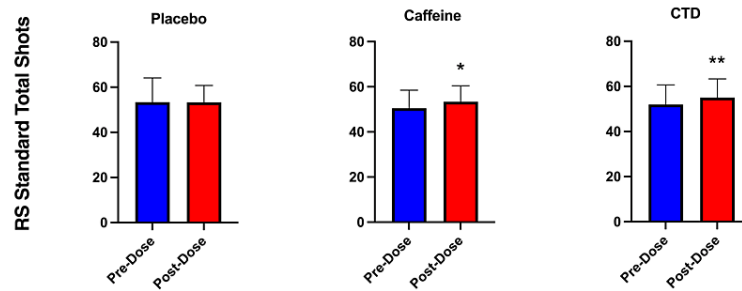 RS Standard Total Shots
Placebo
80
60
40
20
0
Pre-Dose
Post-Dose
Caffeine
80
60
40
20
0
*
Pre-Dose
Post-Dose
CTD
80
60
40
20
0
**
Pre-Dose
Post-Dose